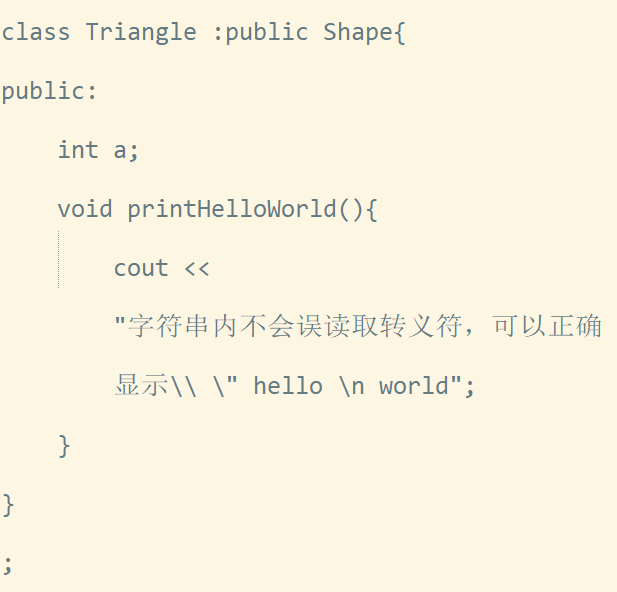 class Triangle :public Shape{
public:
    int a;
    void printHelloWorld(){
        cout <<
        "字符串内不会误读取转义符，可以正确
        显示\\ \" hello \n world";
    }
}
;